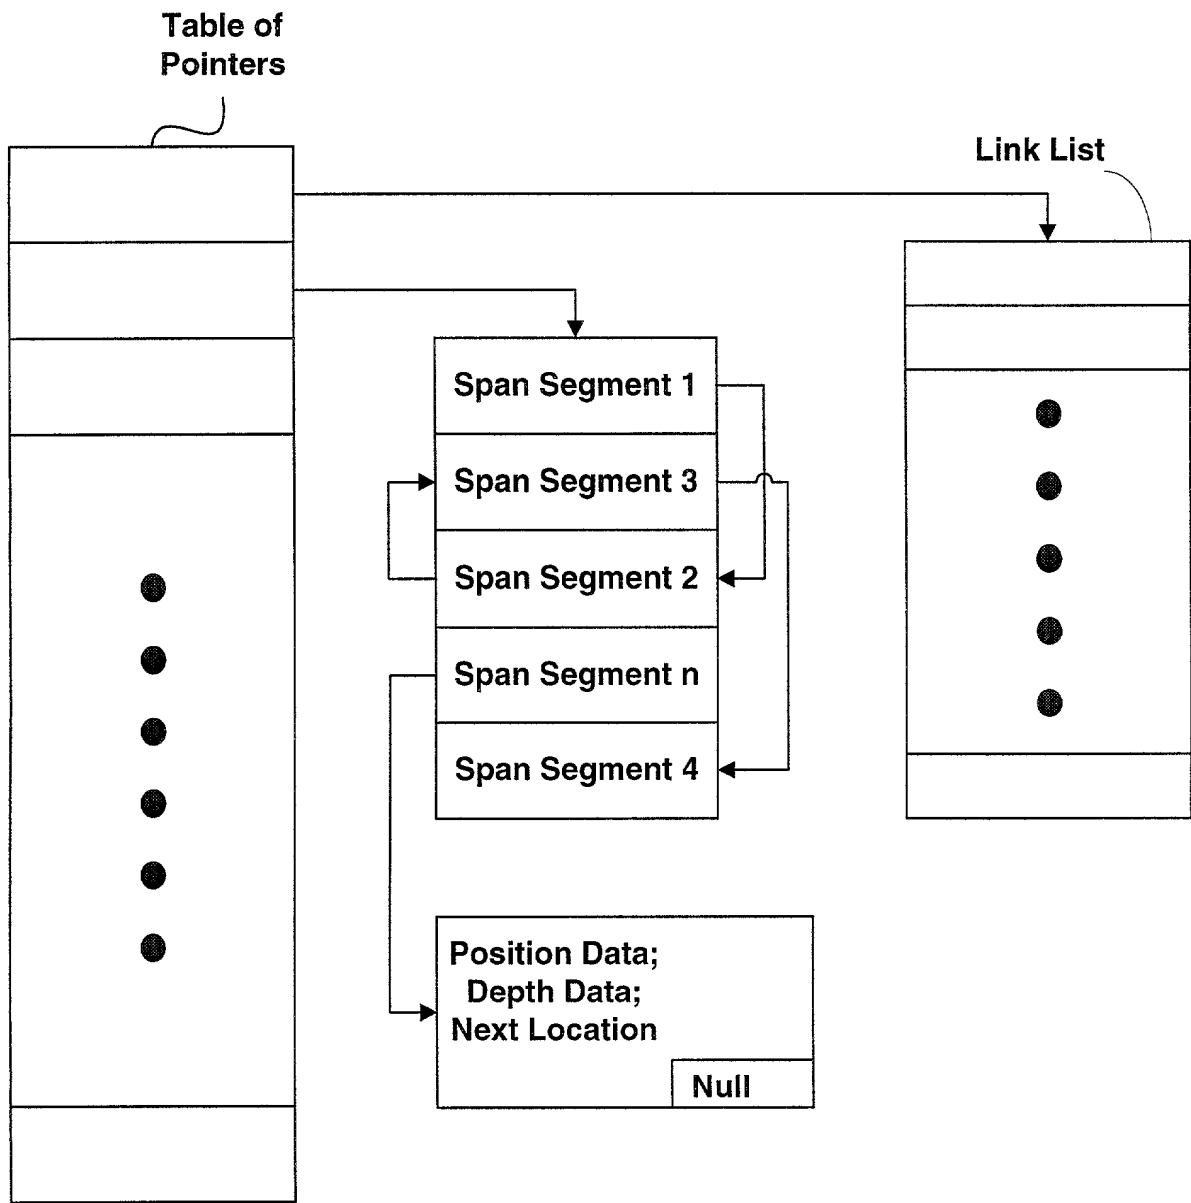 Table of
Pointers
Link List
Span Segment 1
Span Segment 3
Span Segment 2
Span Segment n
Span Segment 4
Position Data;
Depth Data;
Next Location
Null